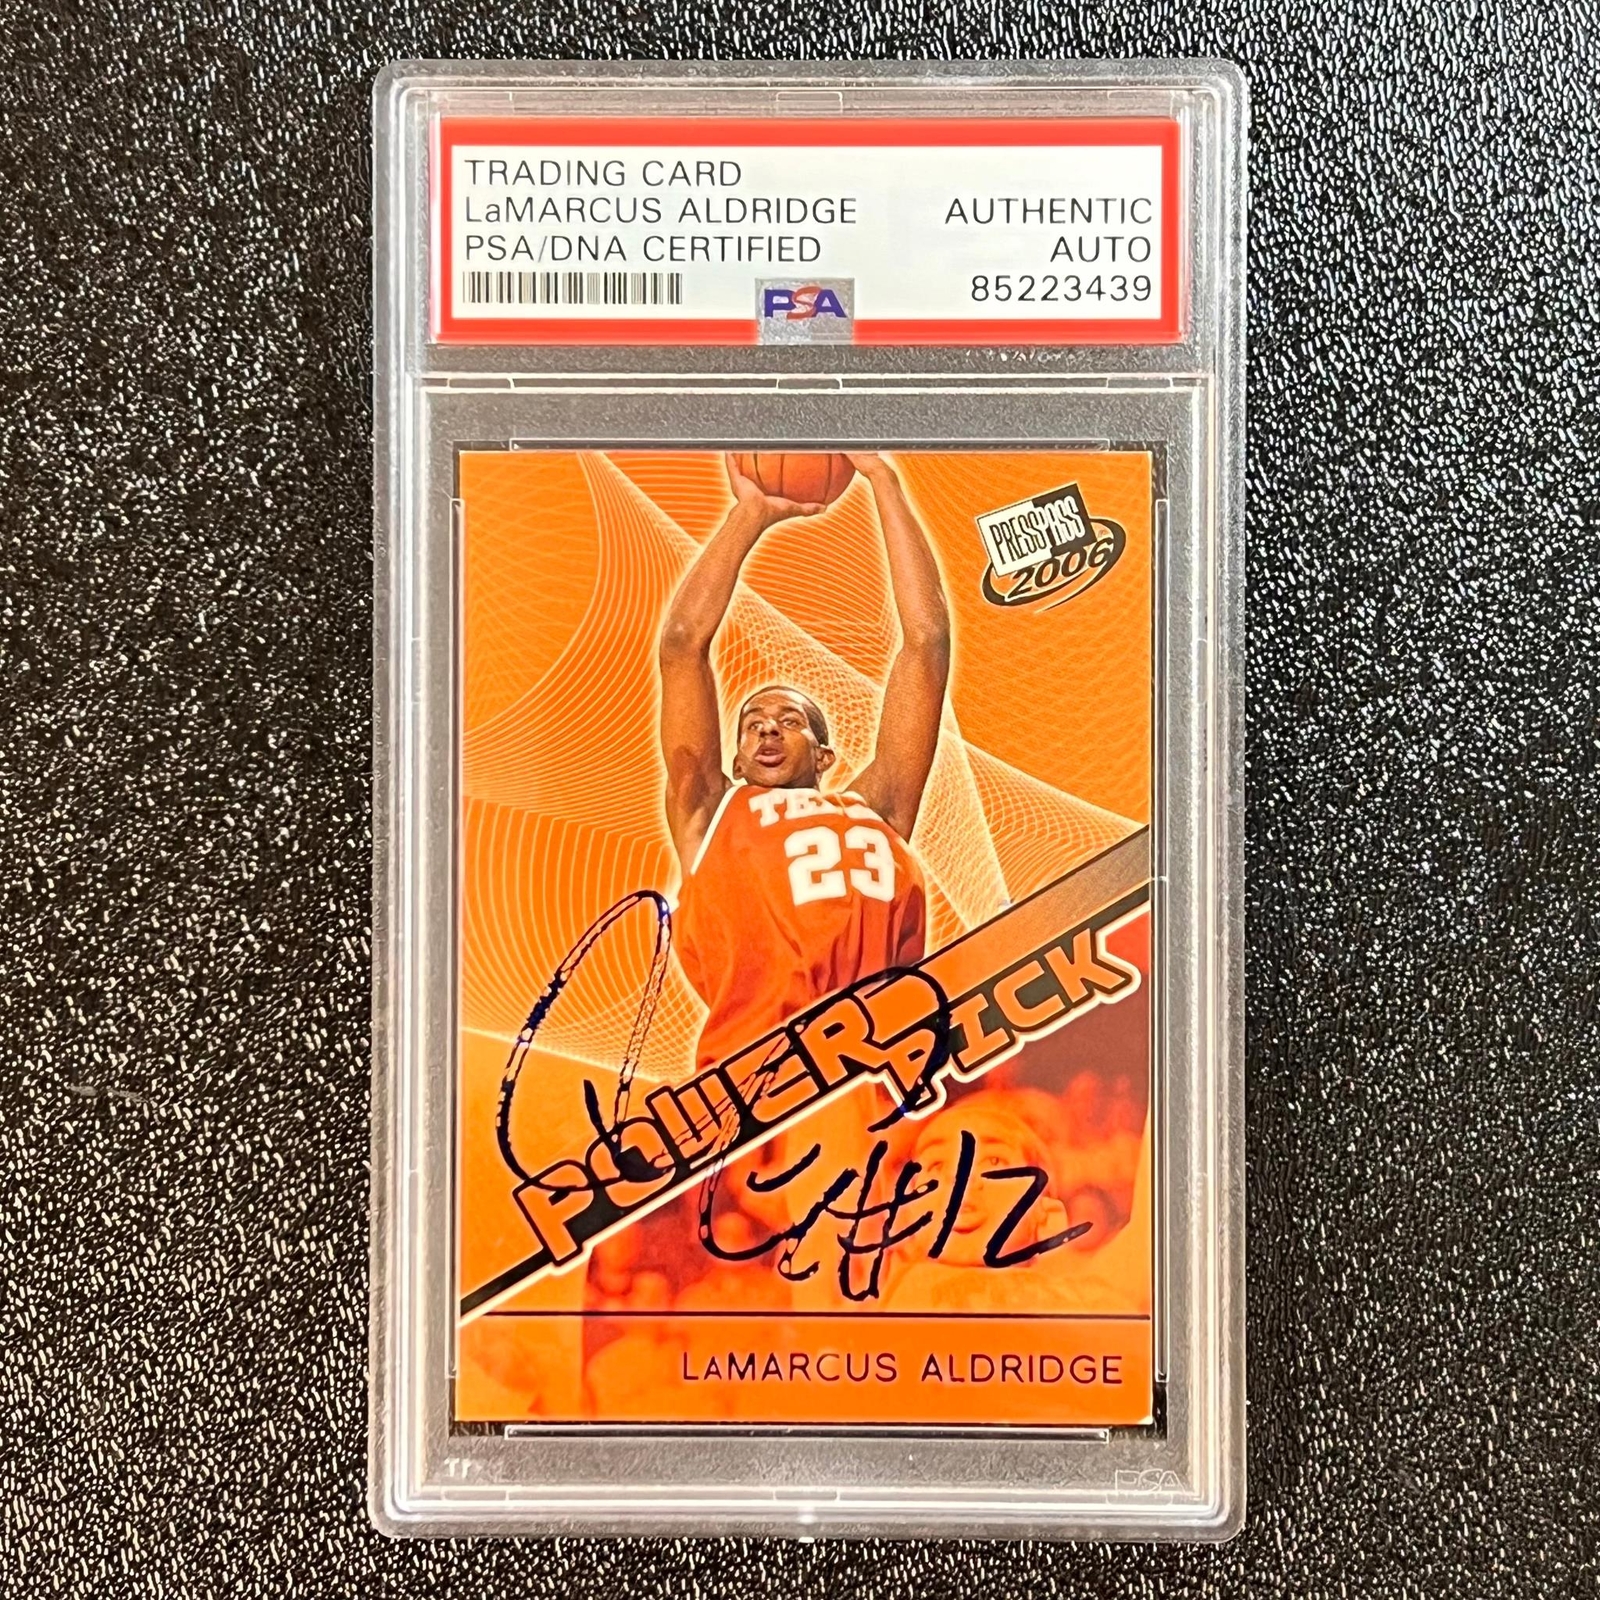 TRADING CARD
LaMARCUS ALDRIDGE
PSA/DNA CERTIFIED
AUTHENTIC
AUTO
85223439
PSA
PRESS PASS
2006
23
POWER PICK
#12
LaMARCUS ALDRIDGE
PSA